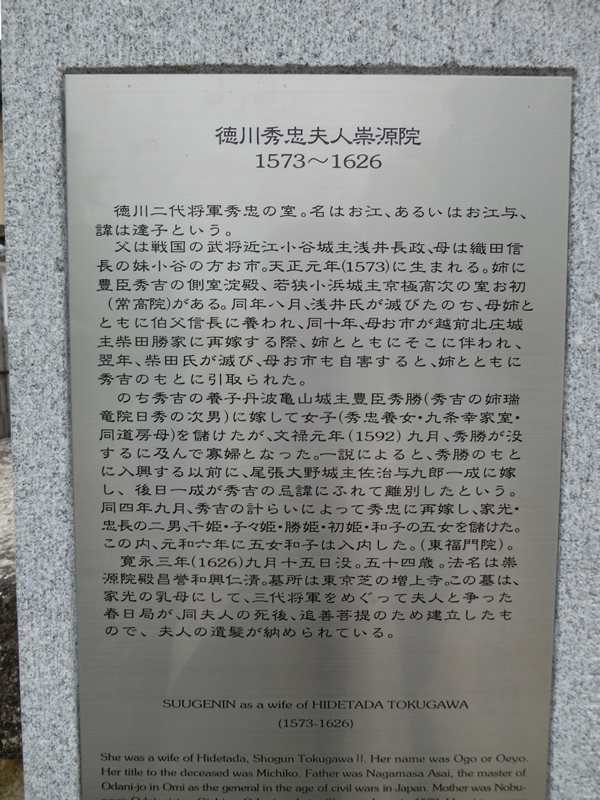 徳川秀忠夫人崇源院
1573～1626
徳川二代将軍秀忠の室。名はお江、あるいはお江与、
諱は達子という。
父は戦国の武将近江小谷城主浅井長政、母は織田信
長の妹小谷の方お市。天正元年(1573)に生まれる。姉に
豊臣秀吉の側室淀殿、若狭小浜城主京極高次の室お初
(常高院)がある。同年八月、浅井氏が滅びたのち、母姉と
ともに伯父信長に養われ、同十年、母お市が越前北庄城
主柴田勝家に再嫁する際、姉とともにそこに伴われ、
翌年、柴田氏が滅び、母お市も自害すると、姉とともに
秀吉のもとに引取られた。
のち秀吉の養子丹波亀山城主豊臣秀勝(秀吉の姉瑞
竜院日秀の次男)に嫁して女子(秀忠養女・九条幸家室・
同道房母)を儲けたが、文禄元年(1592)九月、秀勝が没
するに及んで寡婦となった。一説によると、秀勝のもと
に入興する以前に、尾張大野城主佐治与九郎一成に嫁
し、後日一成が秀吉の忌諱にふれて離別したという。
同四年九月、秀吉の計らいによって秀忠に再嫁し、家光・
忠長の二男、千姫・子々姫・勝姫・初姫・和子の五女を儲けた。
この内、元和六年に五女和子は入内した。(東福門院)。
寛永三年(1626)九月十五日没。五十四歳。法名は崇
源院殿昌誉和興仁清。墓所は東京芝の増上寺。この墓は、
家光の乳母にして、三代将軍をめぐって夫人と争った
春日局が、同夫人の死後、追善菩提のため建立したも
ので、夫人の遺髪が納められている。
SUUGENIN as a wife of HIDETADA TOKUGAWA
(1573-1626)
She was a wife of Hidetada, Shogun Tokugawa II. Her name was Ogo or Oeyo.
Her title to the deceased was Michiko. Father was Nagamasa Asai, the master of
Odani-jo in Omi as the general in the age of civil wars in Japan. Mother was Nobu-